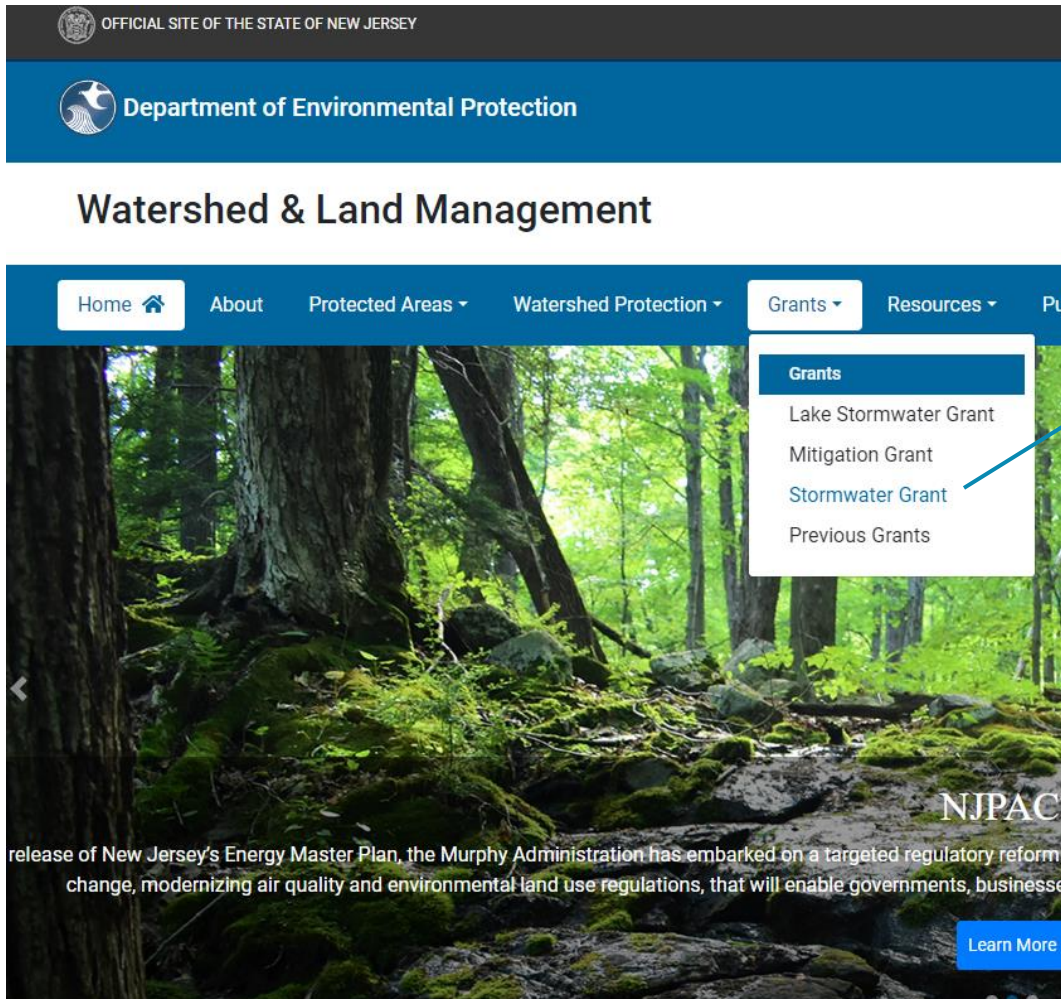 OFFICIAL SITE OF THE STATE OF NEW JERSEY
Department of Environmental Protection
Watershed & Land Management
Home About Protected Areas Watershed Protection Grants Resources Pu
Grants
Lake Stormwater Grant
Mitigation Grant
Stormwater Grant
Previous Grants
NJPAC
release of New Jersey's Energy Master Plan, the Murphy Administration has embarked on a targeted regulatory reform
change, modernizing air quality and environmental land use regulations, that will enable governments, businesse
Learn More